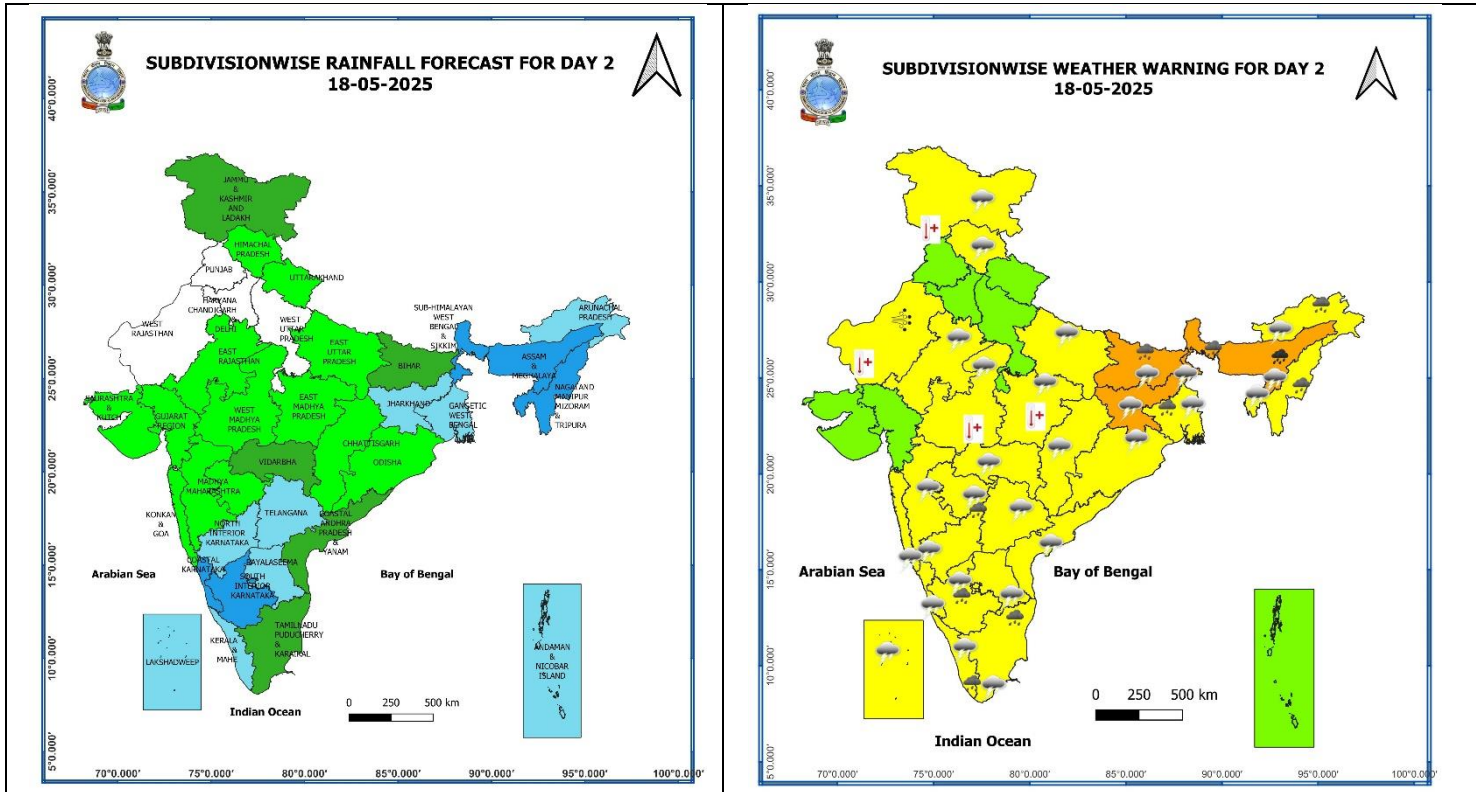 SUBDIVISIONWISE RAINFALL FORECAST FOR DAY 2
18-05-2025
40°0.000'
35°0.000'
30°0.000'
25°0.000'
20°0.000'
15°0.000'
10°0.000'
5°0.000'
JAMMU
&
KASHMIR
AND
LADAKH
HIMACHAL
PRADESH
PUNJAB
UTTARAKHAND
HARYANA
CHANDIGARH &
DELHI
WEST
RAJASTHAN
WEST
UTTAR
PRADESH
SUB-HIMALAYAN
WEST
BENGAL
&
SIKKIM
ARUNACHAL
PRADESH
EAST
RAJASTHAN
EAST
UTTAR
PRADESH
BIHAR
ASSAM
&
MEGHALAYA
SAURASHTRA
&
KUTCH
GUJARAT
REGION
WEST
MADHYA
PRADESH
EAST
MADHYA
PRADESH
JHARKHAND
GANGETIC
WEST
BENGAL
NAGALAND
MANIPUR
MIZORAM
&
TRIPURA
CHHATTISGARH
ODISHA
VIDARBHA
MADHYA
MAHARASHTRA
KONKAN
&
GOA
TELANGANA
NORTH
INTERIOR
KARNATAKA
COASTAL
ANDHRA
PRADESH
&
YANAM
COASTAL
KARNATAKA
RAYALASEEMA
SOUTH
INTERIOR
KARNATAKA
Arabian Sea
Bay of Bengal
TAMILNADU
PUDUCHERRY
&
KARAIKAL
KERALA
&
MAHE
LAKSHADWEEP
ANDAMAN
&
NICOBAR
ISLAND
0 250 500 km
Indian Ocean
70°0.000' 75°0.000' 80°0.000' 85°0.000' 90°0.000' 95°0.000' 100°0.000'
SUBDIVISIONWISE WEATHER WARNING FOR DAY 2
18-05-2025
40°0.000'
35°0.000'
30°0.000'
25°0.000'
20°0.000'
15°0.000'
10°0.000'
5°0.000'
Arabian Sea
Bay of Bengal
0 250 500 km
Indian Ocean
70°0.000' 75°0.000' 80°0.000' 85°0.000' 90°0.000' 95°0.000' 100°0.000'